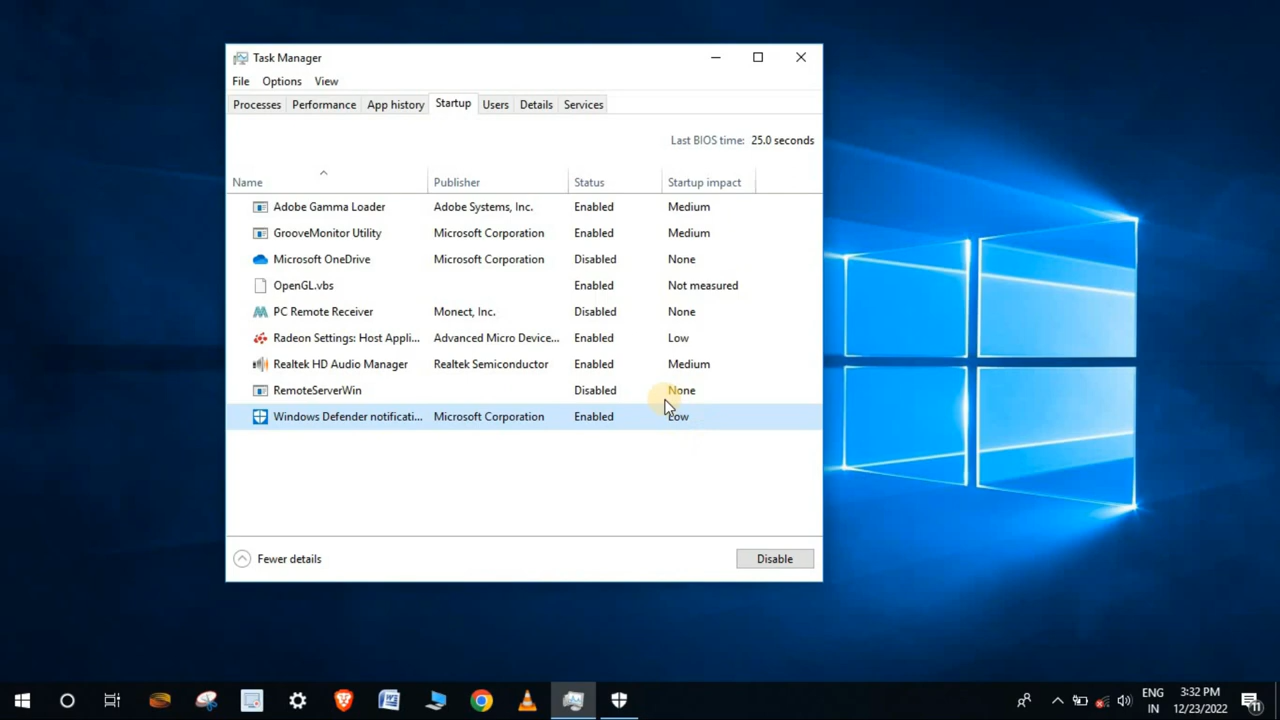 Task Manager
File Options View
Processes Performance App history Startup Users Details Services
Last BIOS time: 25.0 seconds
Name Publisher Status Startup impact
Adobe Gamma Loader Adobe Systems, Inc. Enabled Medium
GrooveMonitor Utility Microsoft Corporation Enabled Medium
Microsoft OneDrive Microsoft Corporation Disabled None
OpenGL.vbs Enabled Not measured
PC Remote Receiver Monect, Inc. Disabled None
Radeon Settings: Host Appli... Advanced Micro Device... Enabled Low
Realtek HD Audio Manager Realtek Semiconductor Enabled Medium
RemoteServerWin Disabled None
Windows Defender notificati... Microsoft Corporation Enabled Low
Fewer details Disable
ENG 3:32 PM
IN 12/23/2022 11